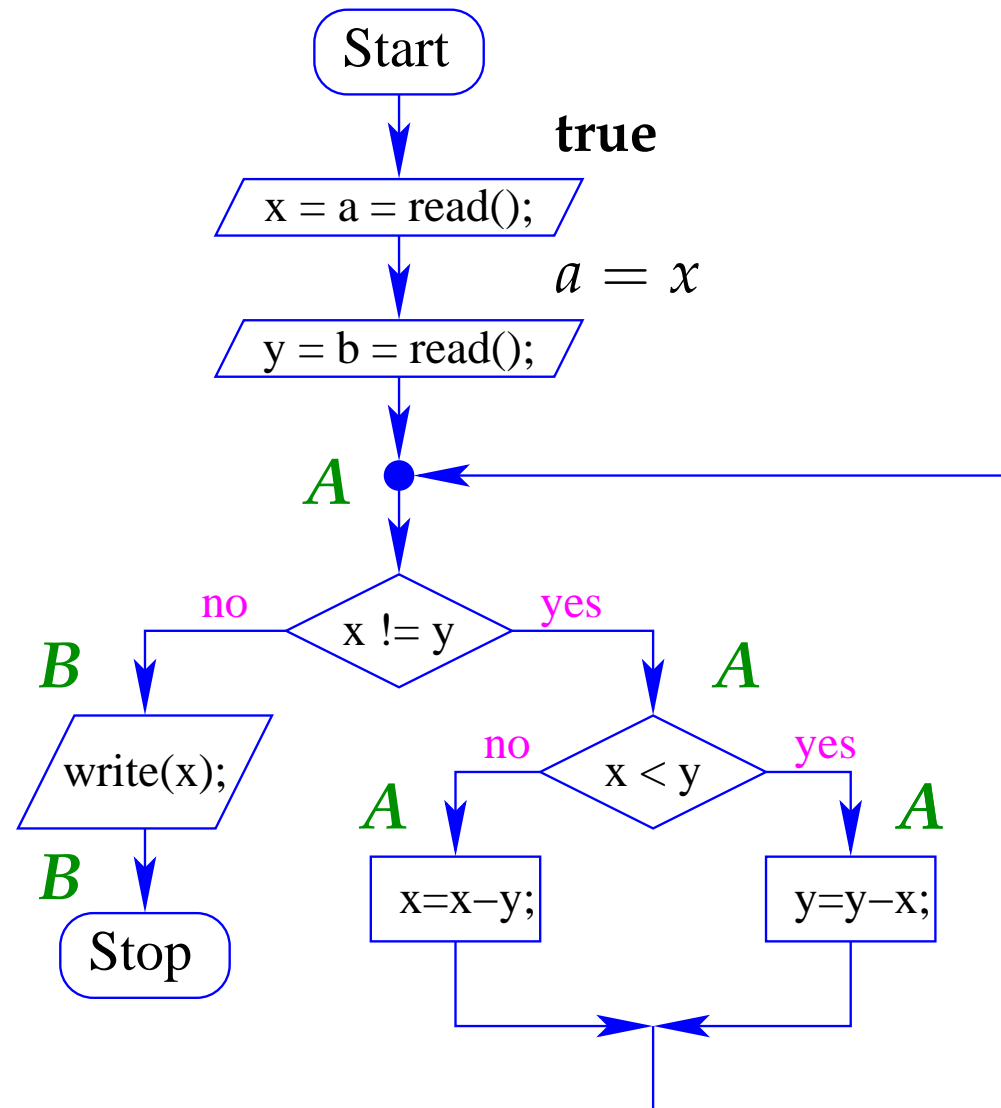 Start
true
x = a = read();
a = x
y = b = read();
A
no
x != y
yes
B
A
write(x);
no
x < y
yes
A
A
B
x=x−y;
y=y−x;
Stop